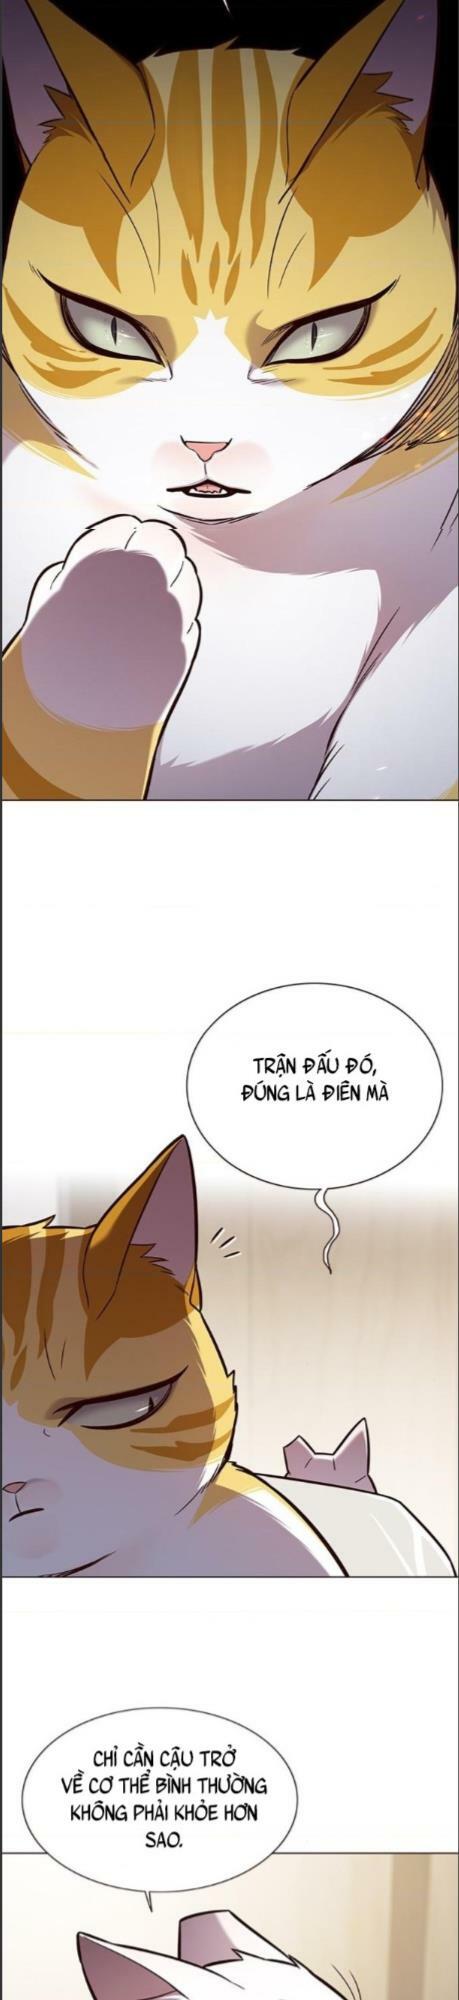 TRẬN ĐẤU ĐÓ,
ĐÚNG LÀ ĐIÊN MÀ
CHỈ CẦN CẬU TRỞ
VỀ CƠ THỂ BÌNH THƯỜNG
KHÔNG PHẢI KHỎE HƠN
SAO.